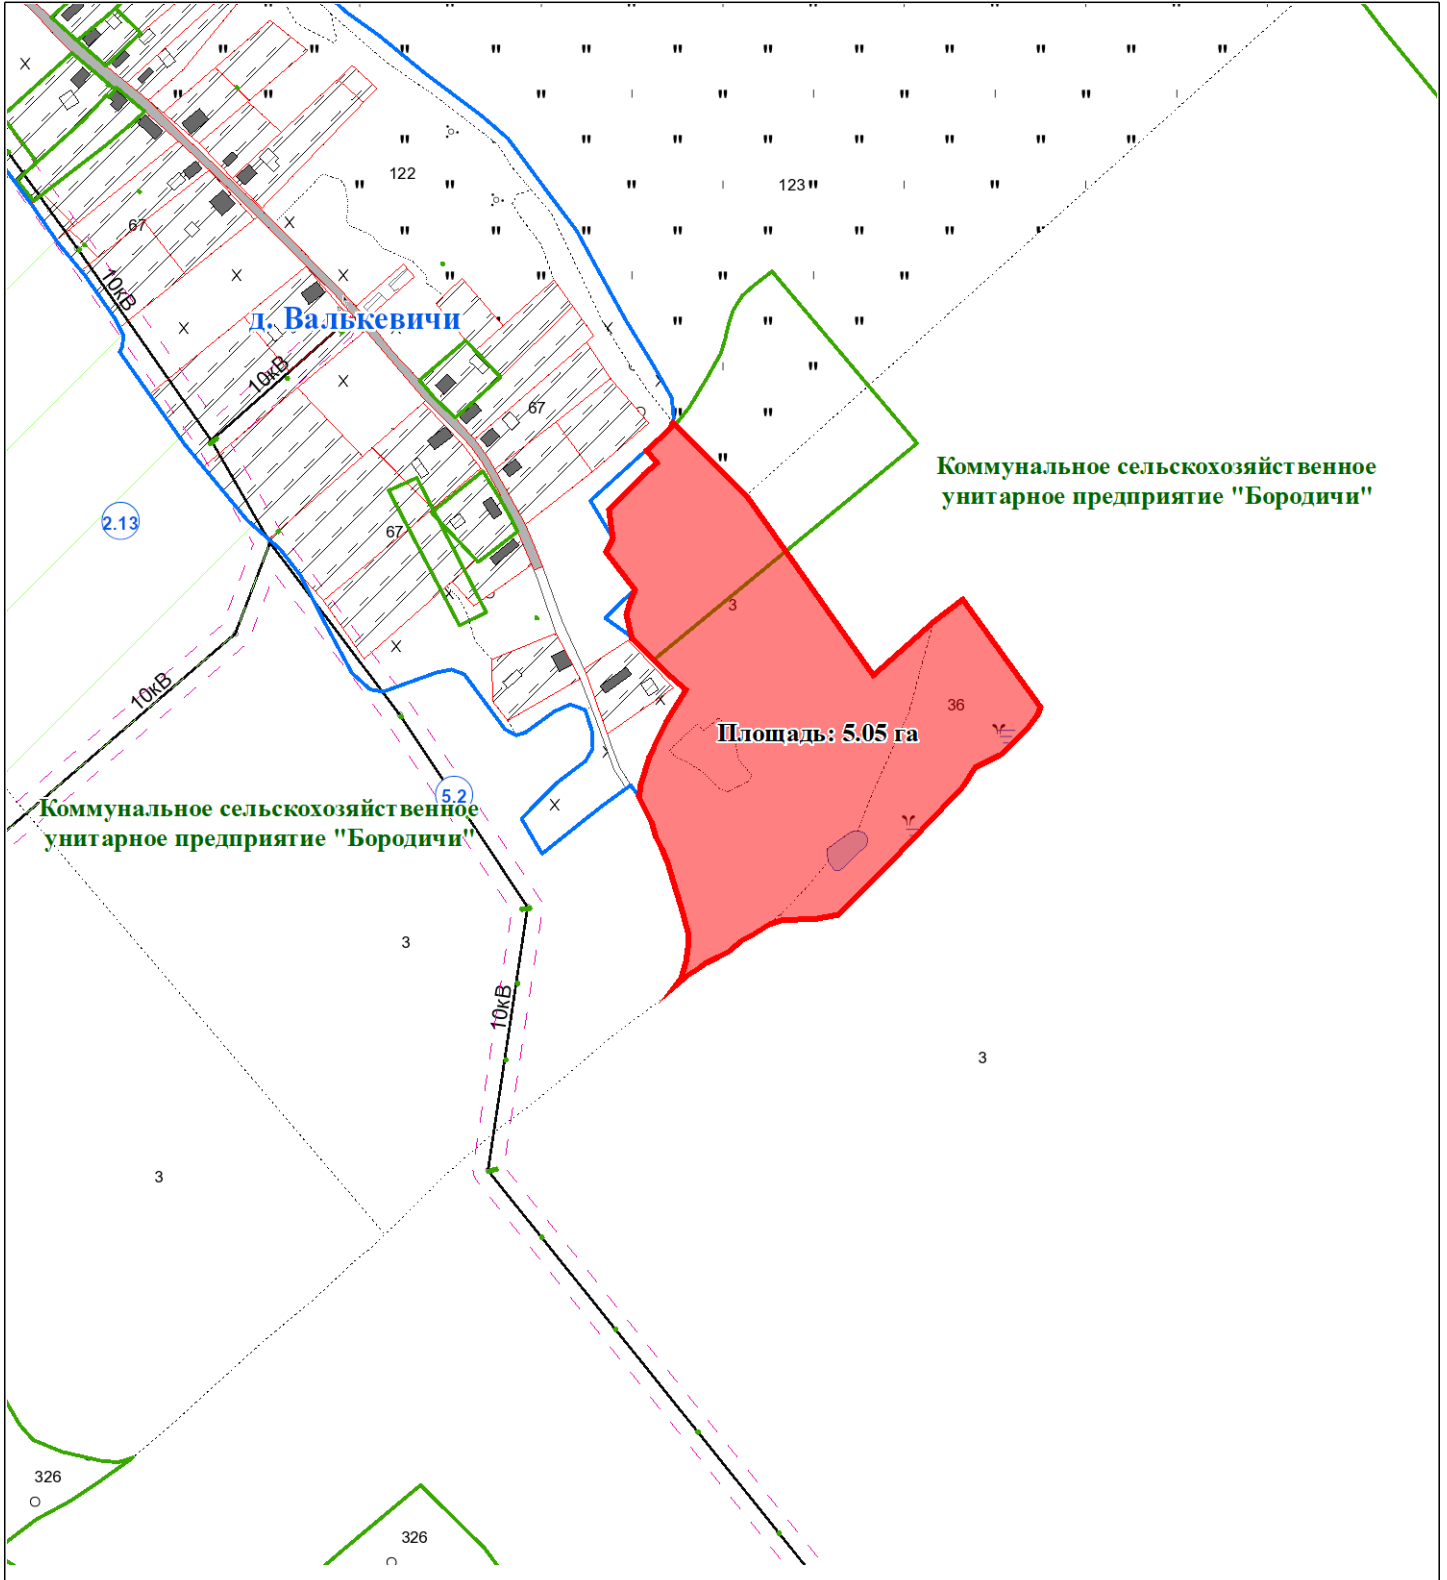 122
123
67
10кВ
д. Валькевичи
10кВ
67
Коммунальное сельскохозяйственное
унитарное предприятие "Бородичи"
2.13
67
3
10кВ
36
Площадь: 5.05 га
5.2
Коммунальное сельскохозяйственное
унитарное предприятие "Бородичи"
3
10кВ
3
3
326
326